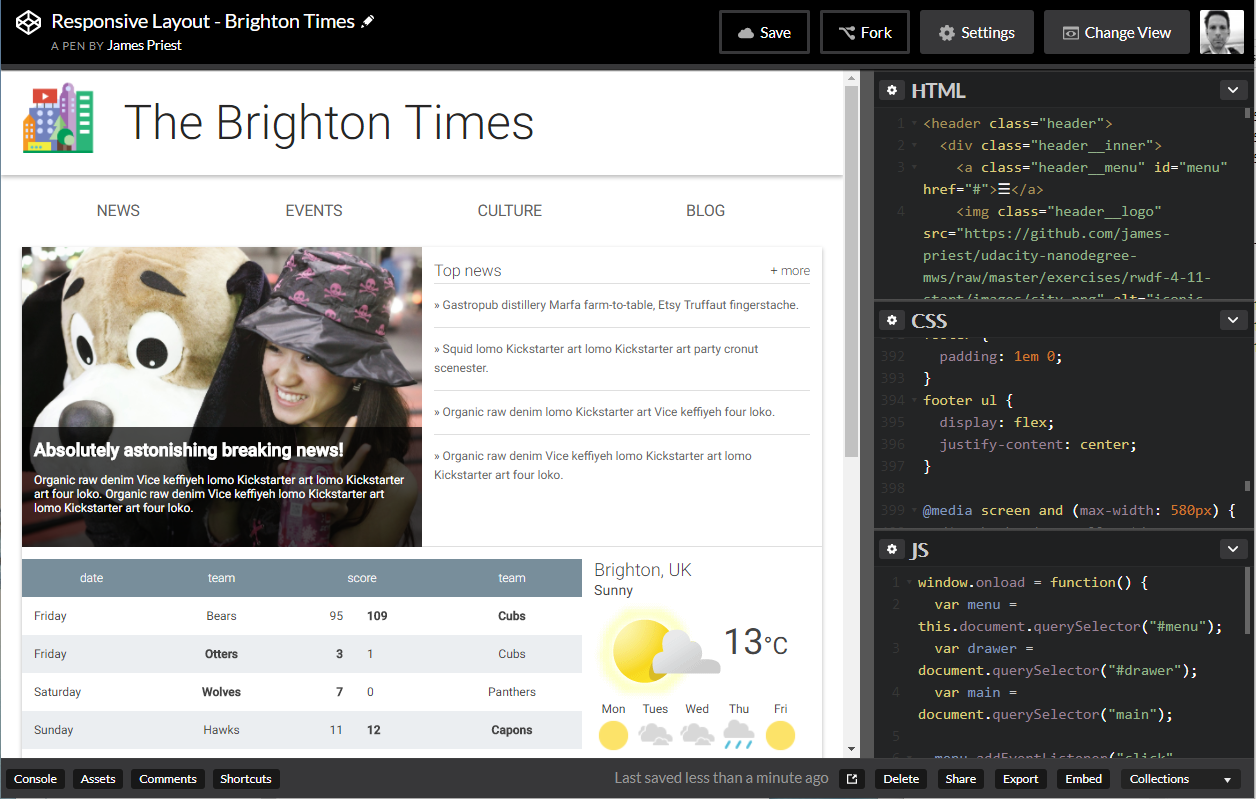 Responsive Layout - Brighton Times
A PEN BY James Priest
Save
Fork
Settings
Change View
The Brighton Times
NEWS
EVENTS
CULTURE
BLOG
Absolutely astonishing breaking news!
Organic raw denim Vice keffiyeh lomo Kickstarter art lomo Kickstarter
art four loko. Organic raw denim Vice keffiyeh lomo Kickstarter art
lomo Kickstarter art four loko.
Top news
+ more
» Gastropub distillery Marfa farm-to-table, Etsy Truffaut fingerstache.
» Squid lomo Kickstarter art lomo Kickstarter art party cronut
scenester.
» Organic raw denim lomo Kickstarter art Vice keffiyeh four loko.
» Organic raw denim Vice keffiyeh lomo Kickstarter art lomo
Kickstarter art four loko.
date team score team
Friday Bears 95 109 Cubs
Friday Otters 3 1 Cubs
Saturday Wolves 7 0 Panthers
Sunday Hawks 11 12 Capons
Brighton, UK
Sunny
13°C
Mon Tues Wed Thu Fri
HTML
1 <header class="header">
2 <div class="header__inner">
3 <a class="header__menu" id="menu"
href="#">☰</a>
4 <img class="header__logo"
src="https://github.com/james-
priest/udacity-nanodegree-
mws/raw/master/exercises/rwdf-4-11-
start/images/city.png" alt="iconic
CSS
footer {
392 padding: 1em 0;
393 }
394 footer ul {
395 display: flex;
396 justify-content: center;
397 }
398
399 @media screen and (max-width: 580px) {
JS
1 window.onload = function() {
2 var menu =
this.document.querySelector("#menu");
3 var drawer =
document.querySelector("#drawer");
4 var main =
document.querySelector("main");
5
6 menu.addEventListener("click",
Console
Assets
Comments
Shortcuts
Last saved less than a minute ago
Delete
Share
Export
Embed
Collections